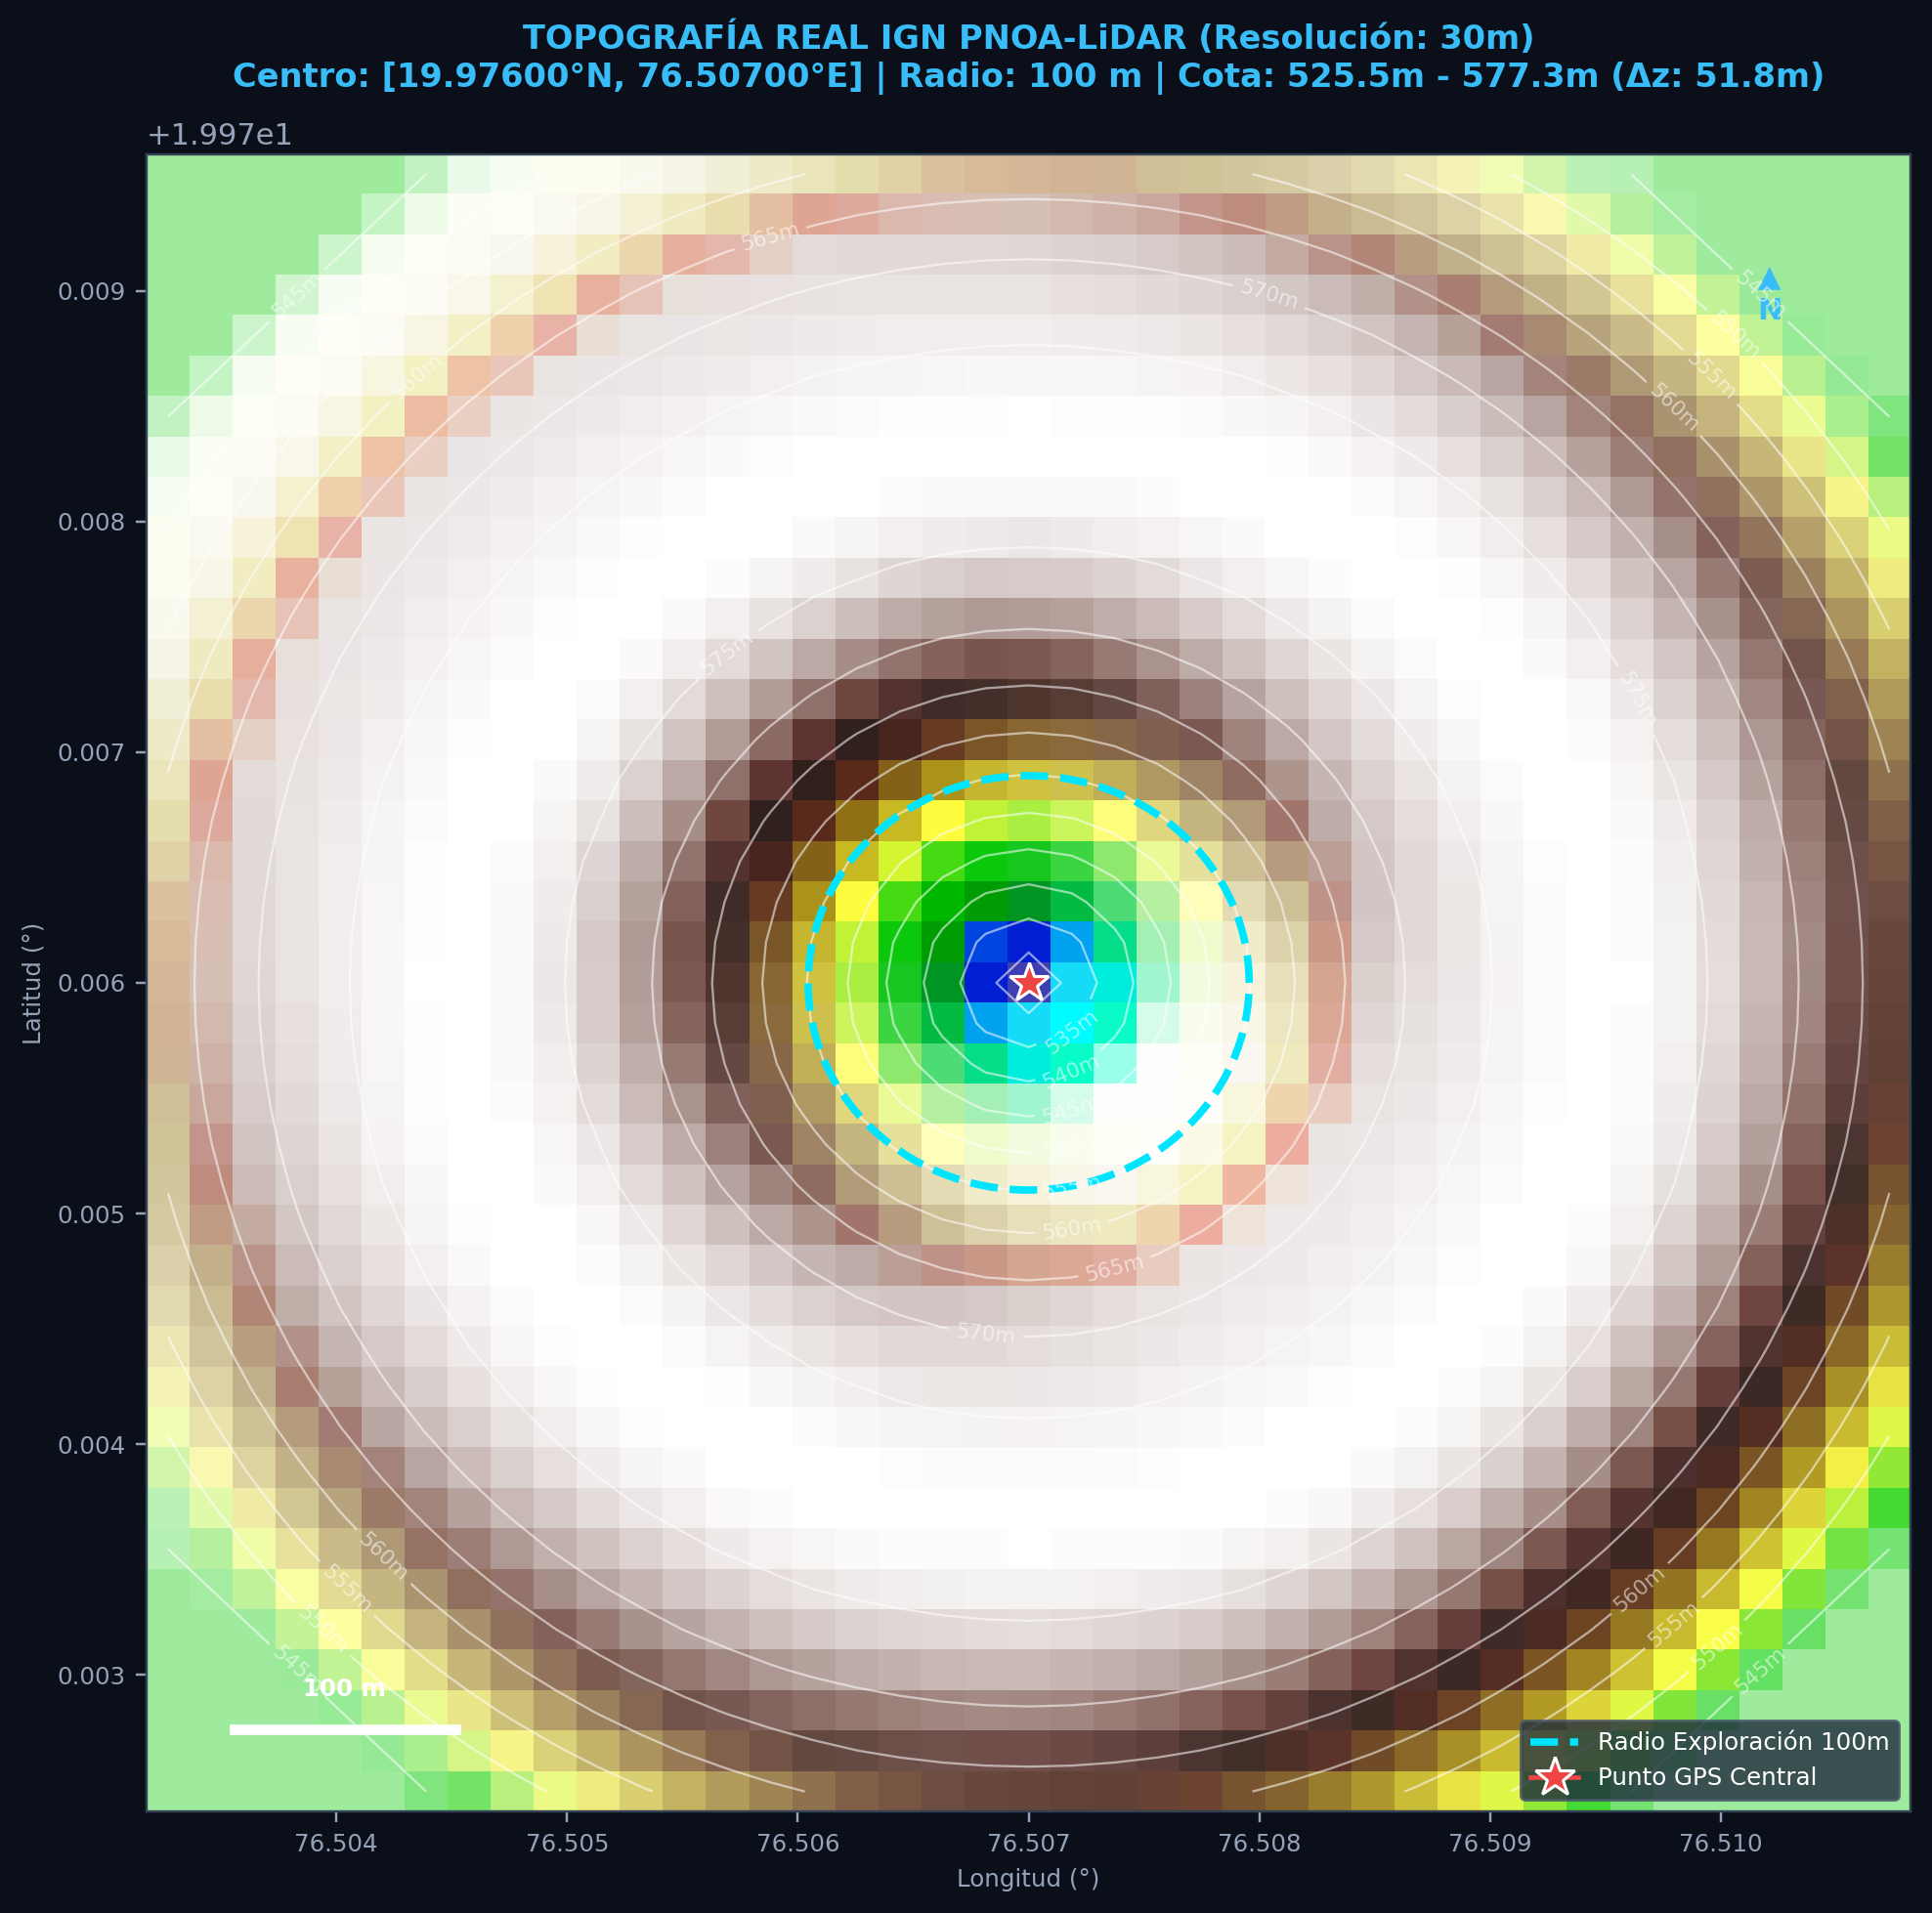 TOPOGRAFÍA REAL IGN PNOA-LiDAR (Resolución: 30m)
Centro: [19.97600°N, 76.50700°E] | Radio: 100 m | Cota: 525.5m - 577.3m (Δz: 51.8m)
+1.997e1
565m
570m
545m
545m
550m
560m
555m
560m
N
0.009
0.008
0.007
0.006
0.005
0.004
0.003
Latitud (°)
575m
575m
535m
540m
545m
555m
560m
565m
570m
560m
555m
550m
545m
560m
555m
550m
545m
100 m
Radio Exploración 100m
Punto GPS Central
76.504
76.505
76.506
76.507
76.508
76.509
76.510
Longitud (°)